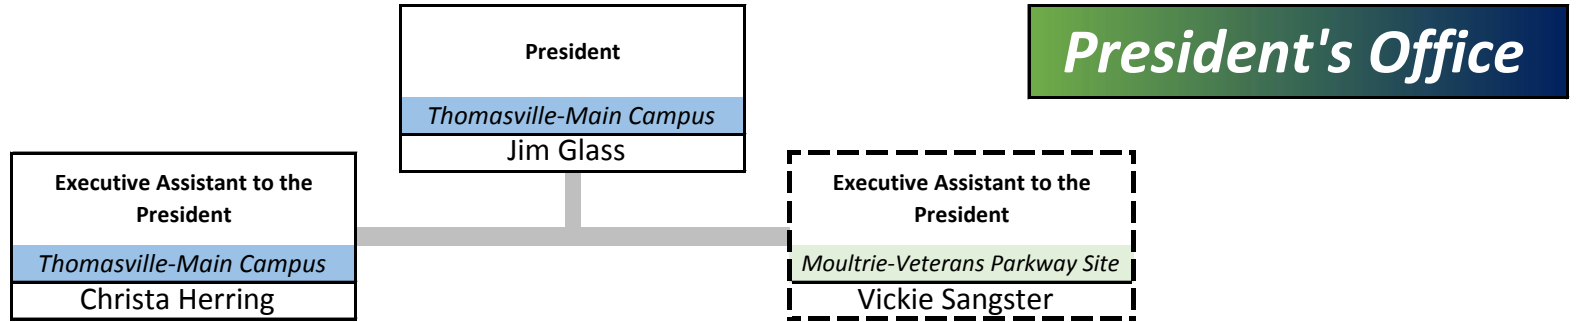 President's Office
President
Thomasville-Main Campus
Jim Glass
Executive Assistant to the
President
Thomasville-Main Campus
Christa Herring
Executive Assistant to the
President
Moultrie-Veterans Parkway Site
Vickie Sangster